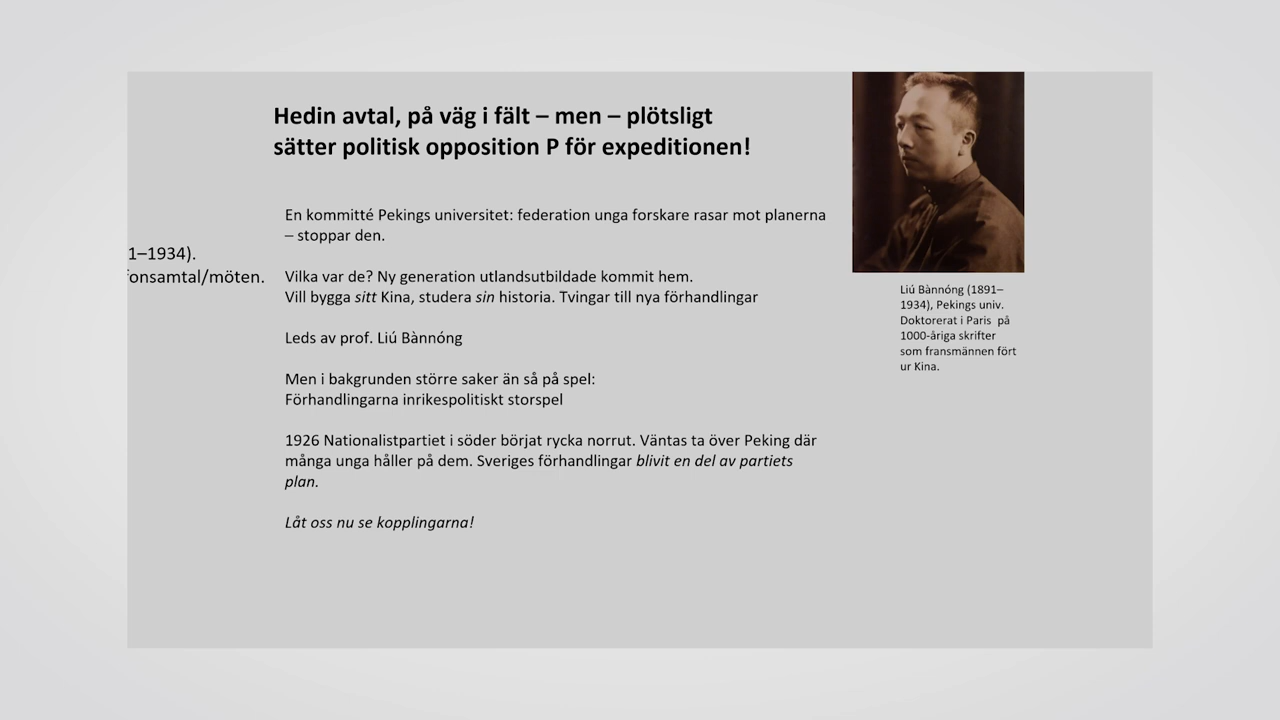 Hedin avtal, på väg i fält – men – plötsligt
sätter politisk opposition P för expeditionen!
1–1934).
onsamtal/möten.
En kommitté Pekings universitet: federation unga forskare rasar mot planerna
– stoppar den.
Vilka var de? Ny generation utlandsutbildade kommit hem.
Vill bygga sitt Kina, studera sin historia. Tvingar till nya förhandlingar
Leds av prof. Liú Bànnóng
Men i bakgrunden större saker än så på spel:
Förhandlingarna inrikespolitiskt storspel
1926 Nationalistpartiet i söder börjat rycka norrut. Väntas ta över Peking där
många unga håller på dem. Sveriges förhandlingar blivit en del av partiets
plan.
Låt oss nu se kopplingarna!
Liú Bànnóng (1891–
1934), Pekings univ.
Doktorerat i Paris på
1000-åriga skrifter
som fransmännen fört
ur Kina.